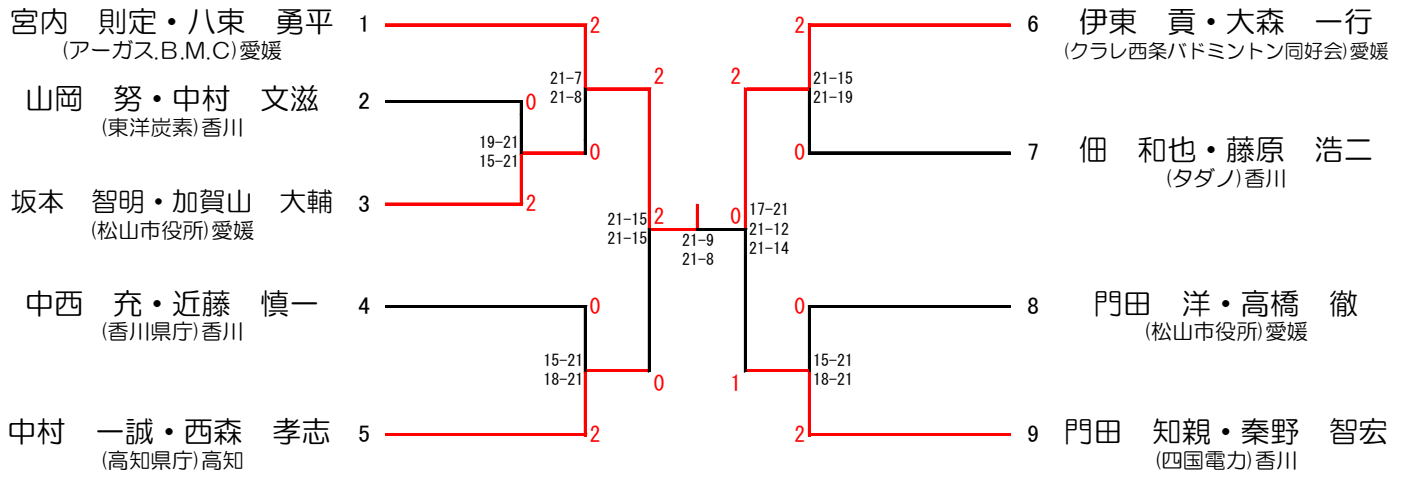 宮内　則定・八束　勇平 1
(アーガス.B.M.C)愛媛
山岡　努・中村　文滋 2
(東洋炭素)香川
坂本　智明・加賀山　大輔 3
(松山市役所)愛媛
中西　充・近藤　慎一 4
(香川県庁)香川
中村　一誠・西森　孝志 5
(高知県庁)高知
2
21-7
21-8
0
0
19-21
15-21
2
2
21-15
21-15
0
0
15-21
18-21
2
2
21-9
21-8
0
2
17-21
21-12
21-14
1
2
21-15
21-19
0
0
15-21
18-21
2
6 伊東　貢・大森　一行
(クラレ西条バドミントン同好会)愛媛
7 佃　和也・藤原　浩二
(タダノ)香川
8 門田　洋・高橋　徹
(松山市役所)愛媛
9 門田　知親・秦野　智宏
(四国電力)香川